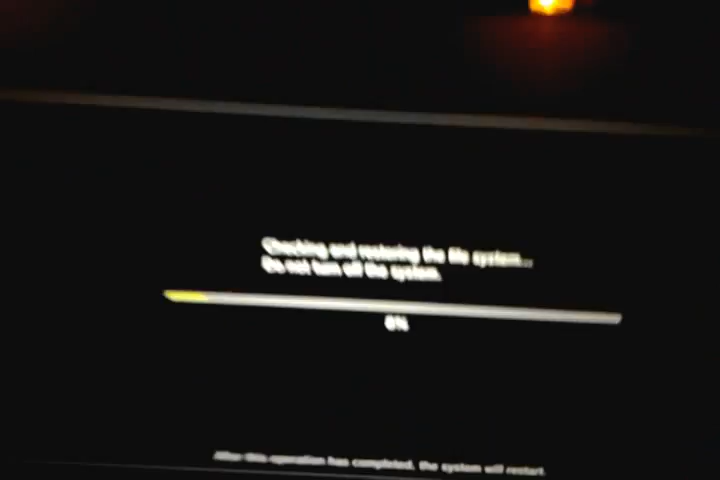 Checking and restoring the file system...
Do not turn off the system.
After this operation has completed, the system will restart.